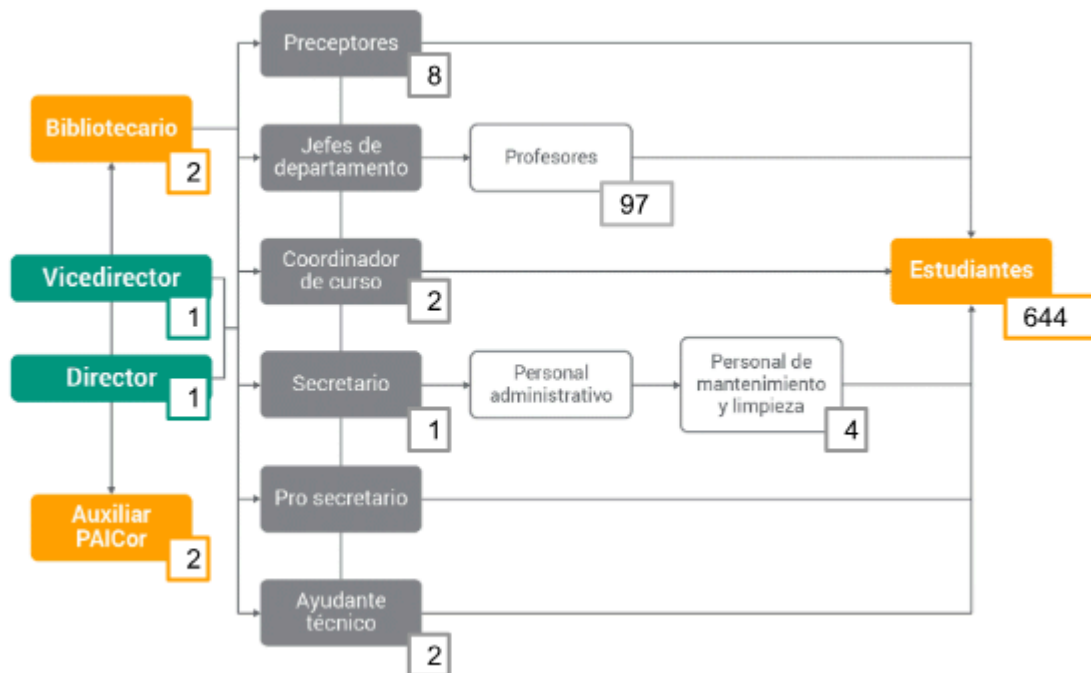 Preceptores
8
Bibliotecario
2
Jefes de
departamento
Profesores
97
Vicedirector
1
Coordinador
de curso
2
Estudiantes
644
Director
1
Secretario
1
Personal
administrativo
Personal de
mantenimiento
y limpieza
4
Pro secretario
Auxiliar
PAICor
2
Ayudante
técnico
2